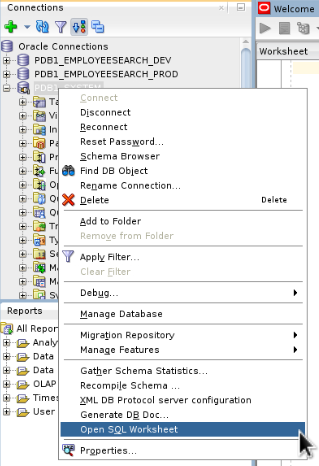 Connections
Welcome
Worksheet
Oracle Connections
PDB1_EMPLOYEESEARCH_DEV
PDB1_EMPLOYEESEARCH_PROD
PDB1_SYSTEM
Connect
Disconnect
Reconnect
Reset Password...
Schema Browser
Find DB Object
Rename Connection...
Delete Delete
Add to Folder
Remove from Folder
Apply Filter...
Clear Filter
Debug...
Manage Database
Migration Repository
Manage Features
Gather Schema Statistics...
Recompile Schema ...
XML DB Protocol server configuration
Generate DB Doc...
Open SQL Worksheet
Properties...
Ta
Vi
In
Pa
Pr
Fu
Op
Qu
Qu
Tr
Ty
Se
Ma
Ma
Sy
Reports
All Repor
Analy
Data
Data
OLAP
Times
User